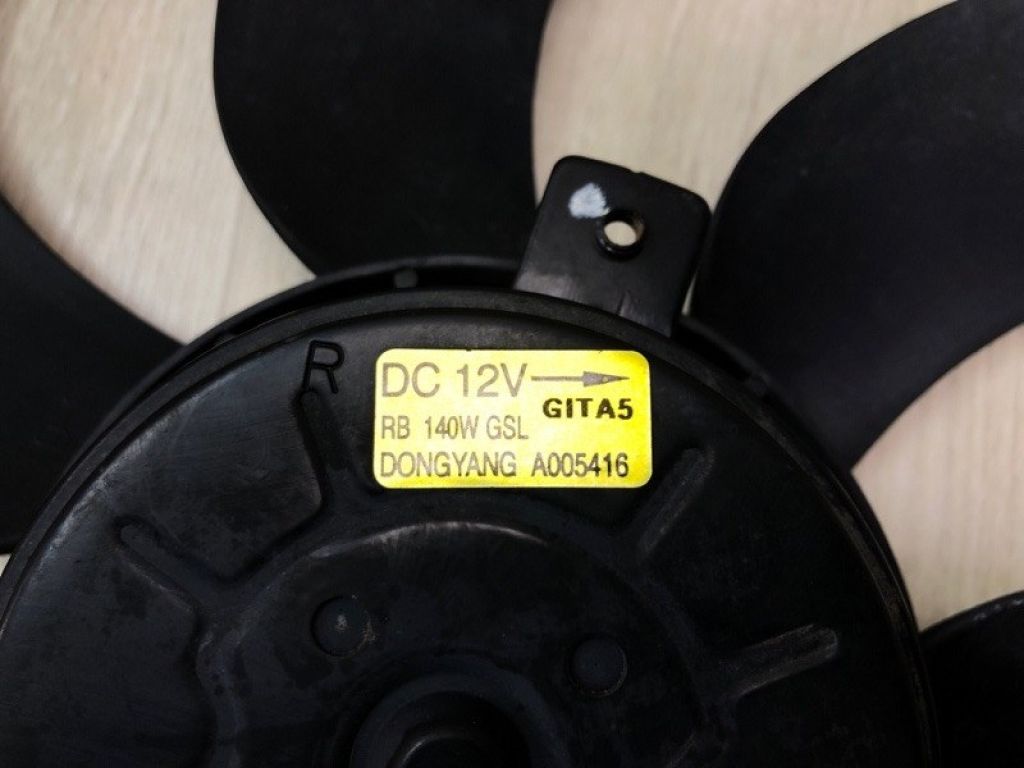 R
DC 12V
GITA5
RB 140W GSL
DONGYANG A005416